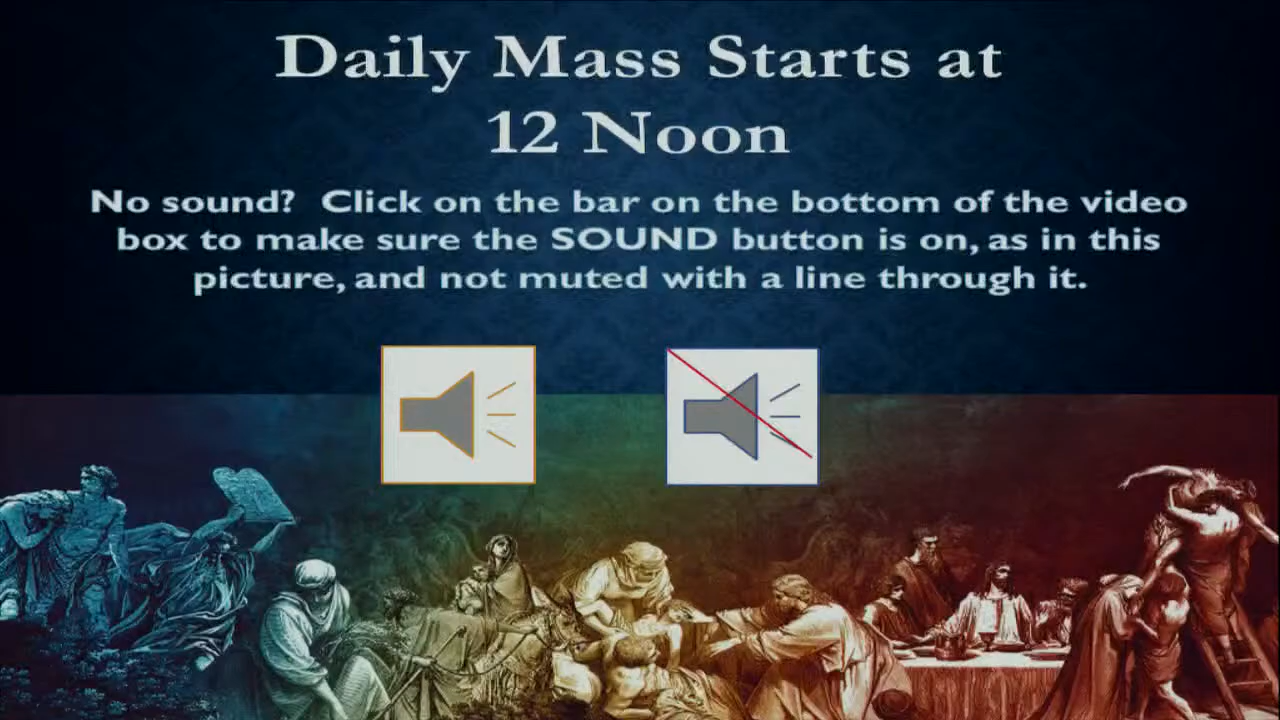 Daily Mass Starts at
12 Noon
No sound? Click on the bar on the bottom of the video
box to make sure the SOUND button is on, as in this
picture, and not muted with a line through it.